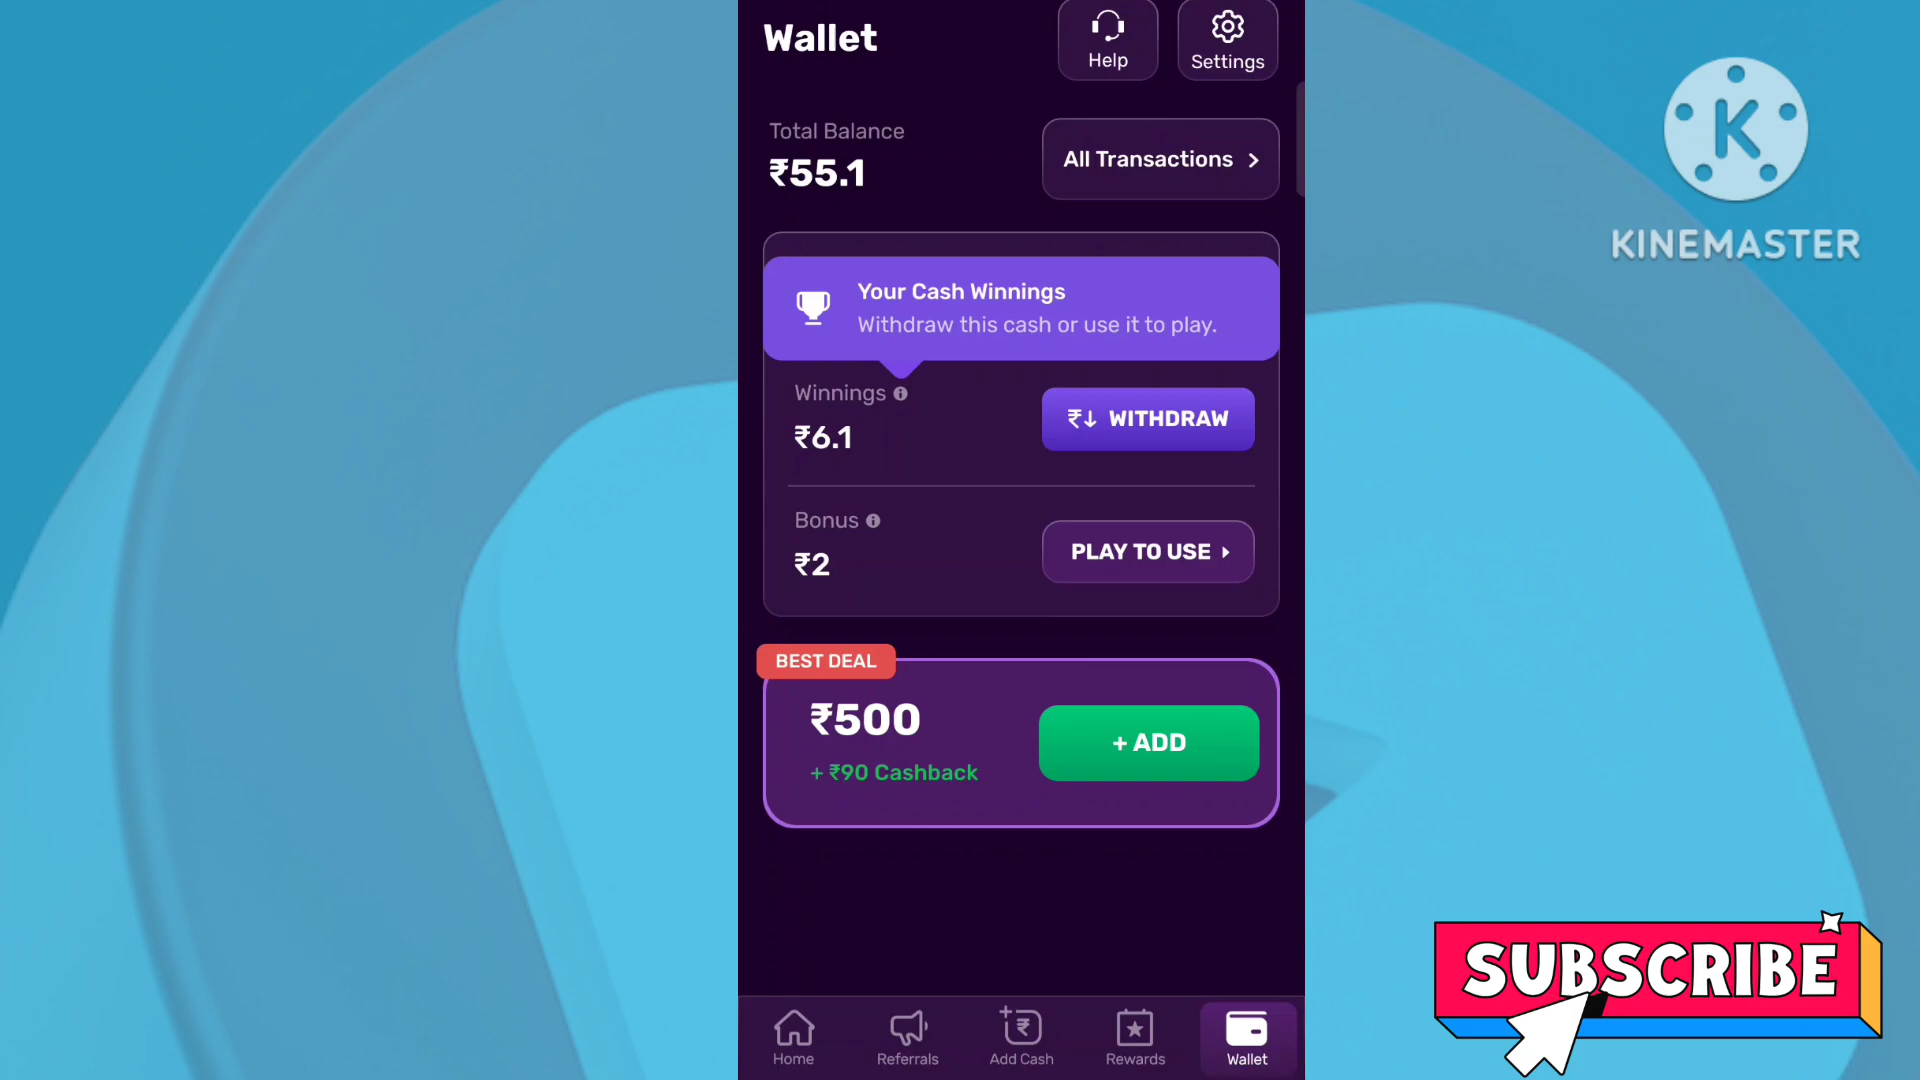 Wallet
Help
Settings
Total Balance
₹55.1
All Transactions
Your Cash Winnings
Withdraw this cash or use it to play.
Winnings
₹6.1
₹↓ WITHDRAW
Bonus
₹2
PLAY TO USE
BEST DEAL
₹500
+ ₹90 Cashback
+ ADD
Home
Referrals
Add Cash
Rewards
Wallet
K
KINEMASTER
SUBSCRIBE